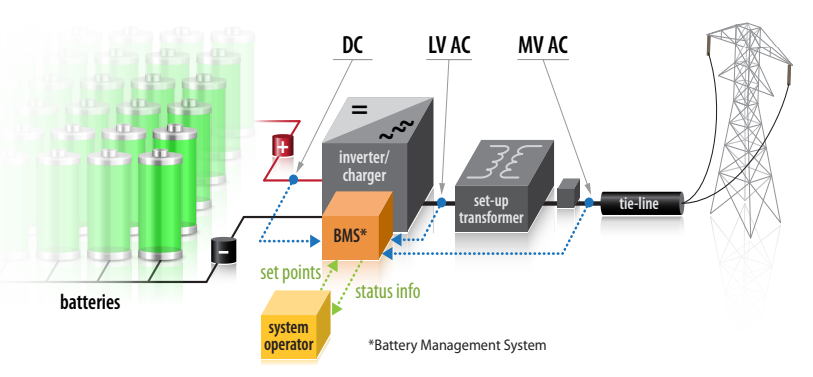 DC
LV AC
MV AC
=
+
inverter/
charger
set-up
transformer
tie-line
BMS*
-
set points
status info
batteries
system
operator
*Battery Management System